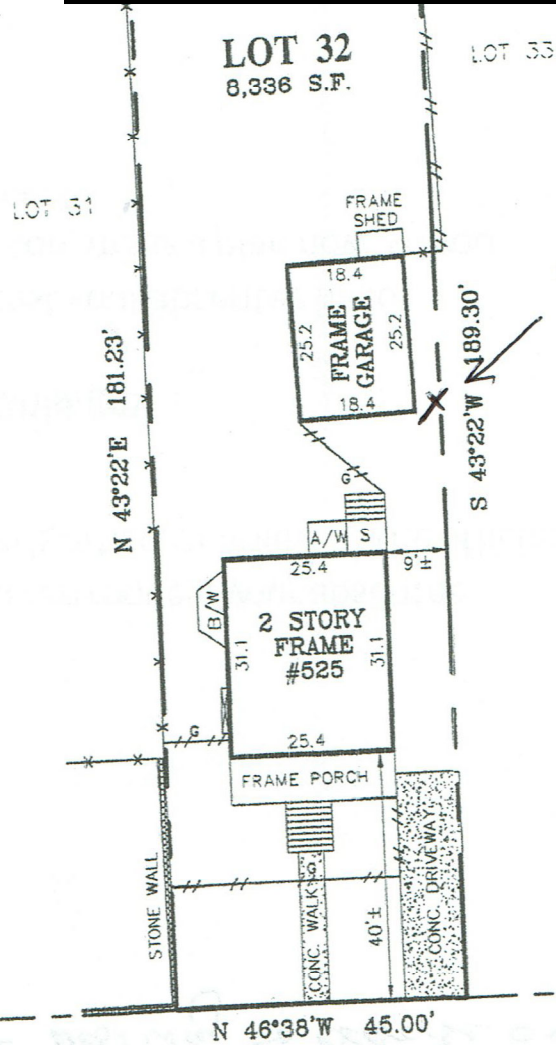 LOT 32
8,336 S.F.
LOT 33
LOT 31
FRAME
SHED
18.4
25.2
FRAME
GARAGE
25.2
18.4
N 43°22'E 181.23'
S 43°22'W 189.30'
X
G
A/W S
25.4
9'±
B/W
2 STORY
FRAME
#525
31.1
31.1
25.4
G
FRAME PORCH
STONE WALL
CONC. WALK
G
40'±
CONC. DRIVEWAY
N 46°38'W 45.00'